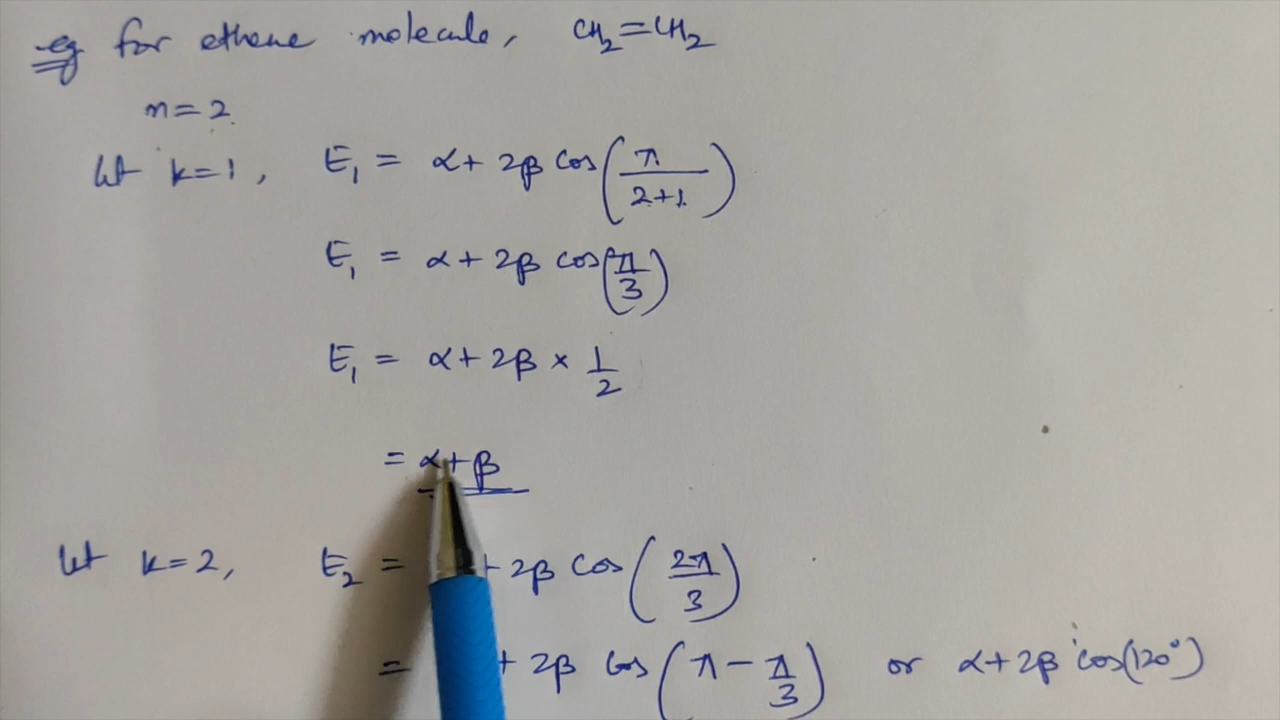 eg for ethene molecule, CH₂=CH₂
n=2
let k=1, E₁ = α+ 2β cos(π/2+1)
E₁ = α+ 2β cos(π/3)
E₁ = α+ 2β × 1/2
= α+ β
let k=2, E₂ = + 2β cos(2π/3)
= + 2β cos(π − π/3) or α+2β cos(120°)